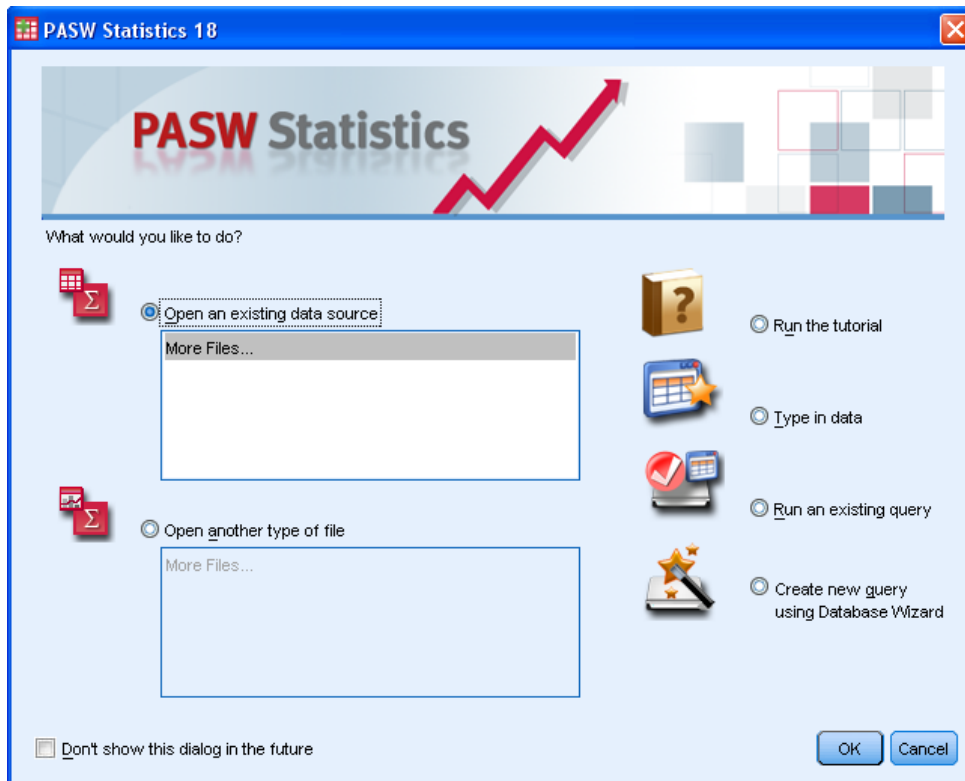 PASW Statistics 18
PASW Statistics
What would you like to do?
Open an existing data source
More Files...
Open another type of file
More Files...
Run the tutorial
Type in data
Run an existing query
Create new query
using Database Wizard
Don't show this dialog in the future
OK
Cancel